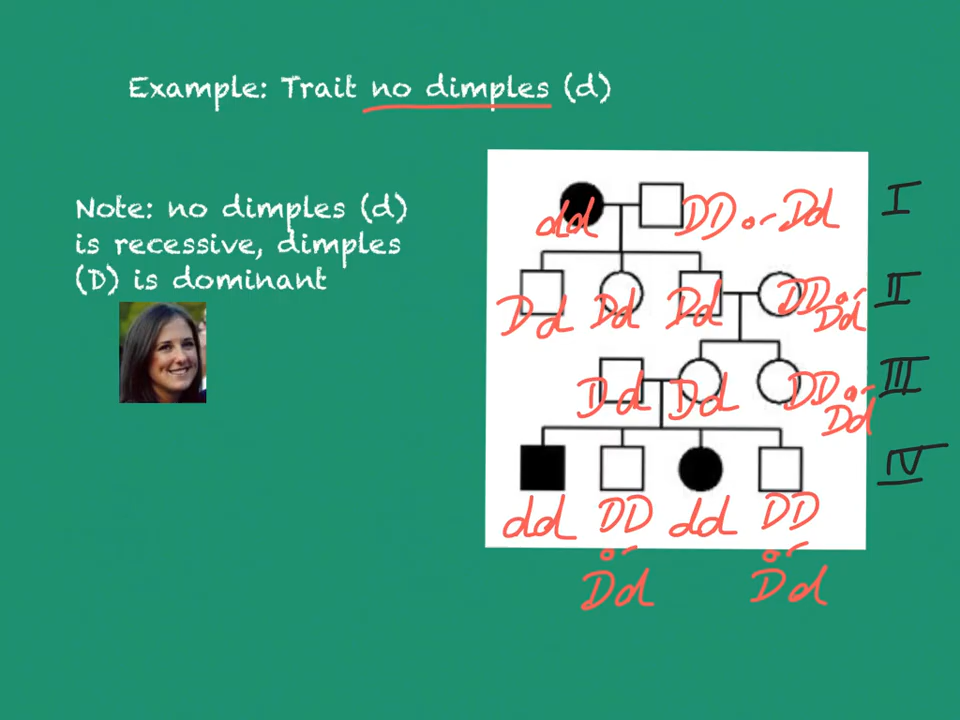 Example: Trait no dimples (d)
Note: no dimples (d)
is recessive, dimples
(D) is dominant
dd DD or Dd I
Dd Dd Dd DD or Dd II
Dd Dd DD or Dd III
IV
dd DD dd DD
or or
Dd Dd